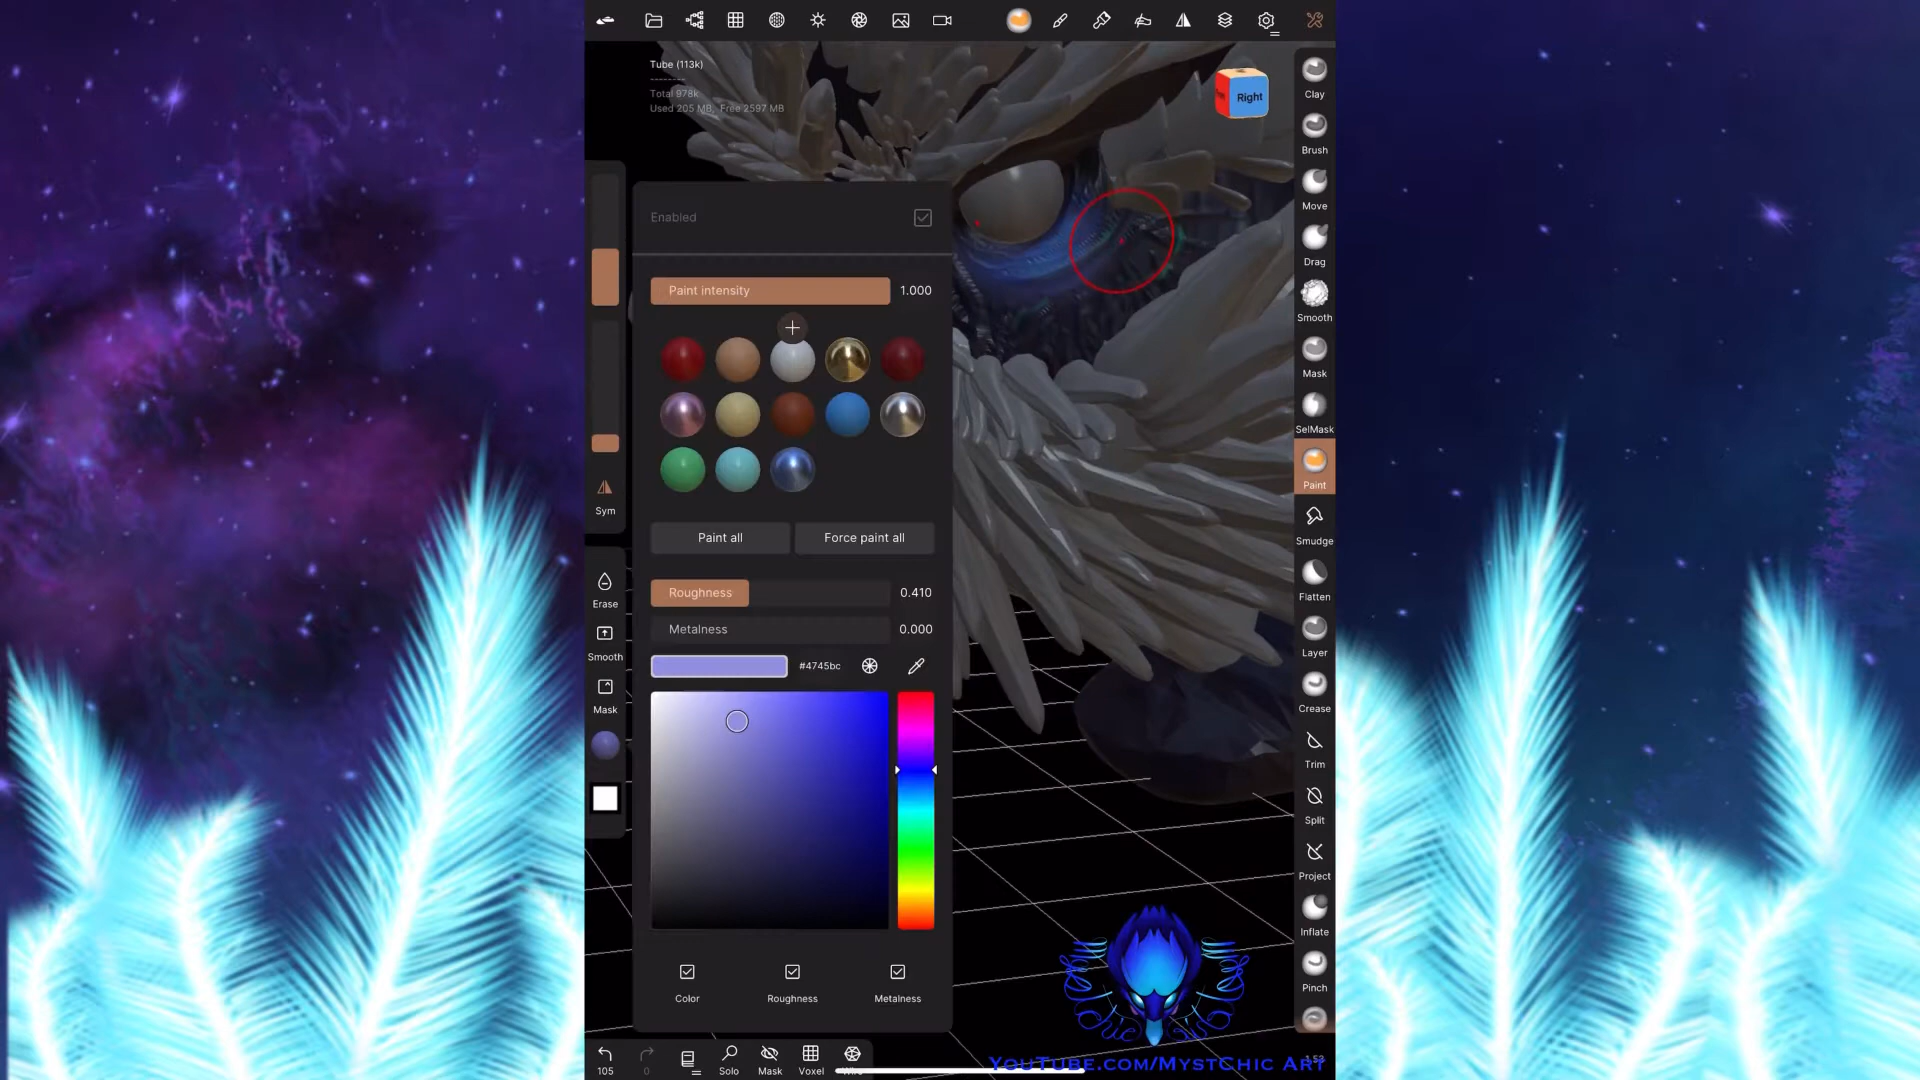 Tube (113k)
--------
Total 978k
Used 205 MB, Free 2597 MB
Right
Enabled
Paint intensity 1.000
Paint all
Force paint all
Roughness 0.410
Metalness 0.000
#4745bc
Color
Roughness
Metalness
Sym
Erase
Smooth
Mask
Clay
Brush
Move
Drag
Smooth
Mask
SelMask
Paint
Smudge
Flatten
Layer
Crease
Trim
Split
Project
Inflate
Pinch
105
0
Solo
Mask
Voxel
YouTube.com/MystChic Art